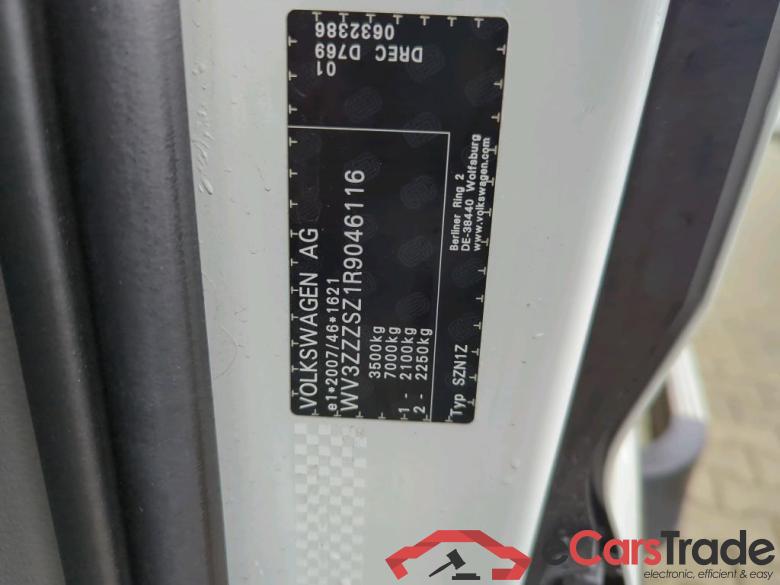 VOLKSWAGEN AG
e1*2007/46*1621
WV3ZZZSZ1R9046116
3500kg
7000kg
1 - 2100kg
2 - 2250kg
Typ SZN1Z
Berliner Ring 2
DE-38440 Wolfsburg
www.volkswagen.com
01
DREC D769
0632386
eCarsTrade
electronic, efficient & easy